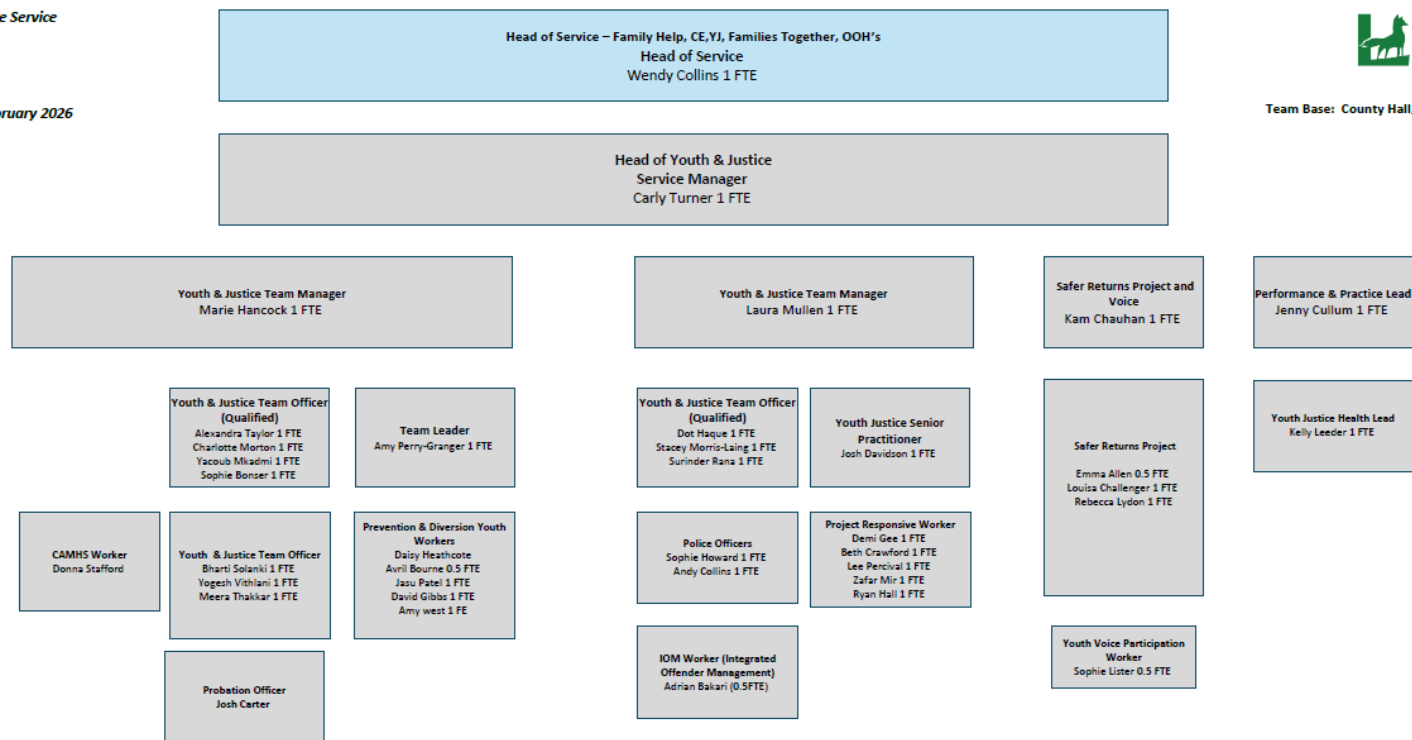 e Service
Head of Service – Family Help, CE,YJ, Families Together, OOH's
Head of Service
Wendy Collins 1 FTE
ruary 2026
Team Base: County Hall,
Head of Youth & Justice
Service Manager
Carly Turner 1 FTE
Youth & Justice Team Manager
Marie Hancock 1 FTE
Youth & Justice Team Manager
Laura Mullen 1 FTE
Safer Returns Project and
Voice
Kam Chauhan 1 FTE
Performance & Practice Lead
Jenny Cullum 1 FTE
Youth & Justice Team Officer
(Qualified)
Alexandra Taylor 1 FTE
Charlotte Morton 1 FTE
Yacoub Mkadmi 1 FTE
Sophie Bonser 1 FTE
Team Leader
Amy Perry-Granger 1 FTE
Youth & Justice Team Officer
(Qualified)
Dot Haque 1 FTE
Stacey Morris-Laing 1 FTE
Surinder Rana 1 FTE
Youth Justice Senior
Practitioner
Josh Davidson 1 FTE
Safer Returns Project
Emma Allen 0.5 FTE
Louisa Challenger 1 FTE
Rebecca Lydon 1 FTE
Youth Justice Health Lead
Kelly Leeder 1 FTE
CAMHS Worker
Donna Stafford
Youth & Justice Team Officer
Bharti Solanki 1 FTE
Yogesh Vithlani 1 FTE
Meera Thakkar 1 FTE
Prevention & Diversion Youth
Workers
Daisy Heathcote
Avril Bourne 0.5 FTE
Jasu Patel 1 FTE
David Gibbs 1 FTE
Amy west 1 FE
Police Officers
Sophie Howard 1 FTE
Andy Collins 1 FTE
Project Responsive Worker
Demi Gee 1 FTE
Beth Crawford 1 FTE
Lee Percival 1 FTE
Zafar Mir 1 FTE
Ryan Hall 1 FTE
Probation Officer
Josh Carter
IOM Worker (Integrated
Offender Management)
Adrian Bakari (0.5FTE)
Youth Voice Participation
Worker
Sophie Lister 0.5 FTE